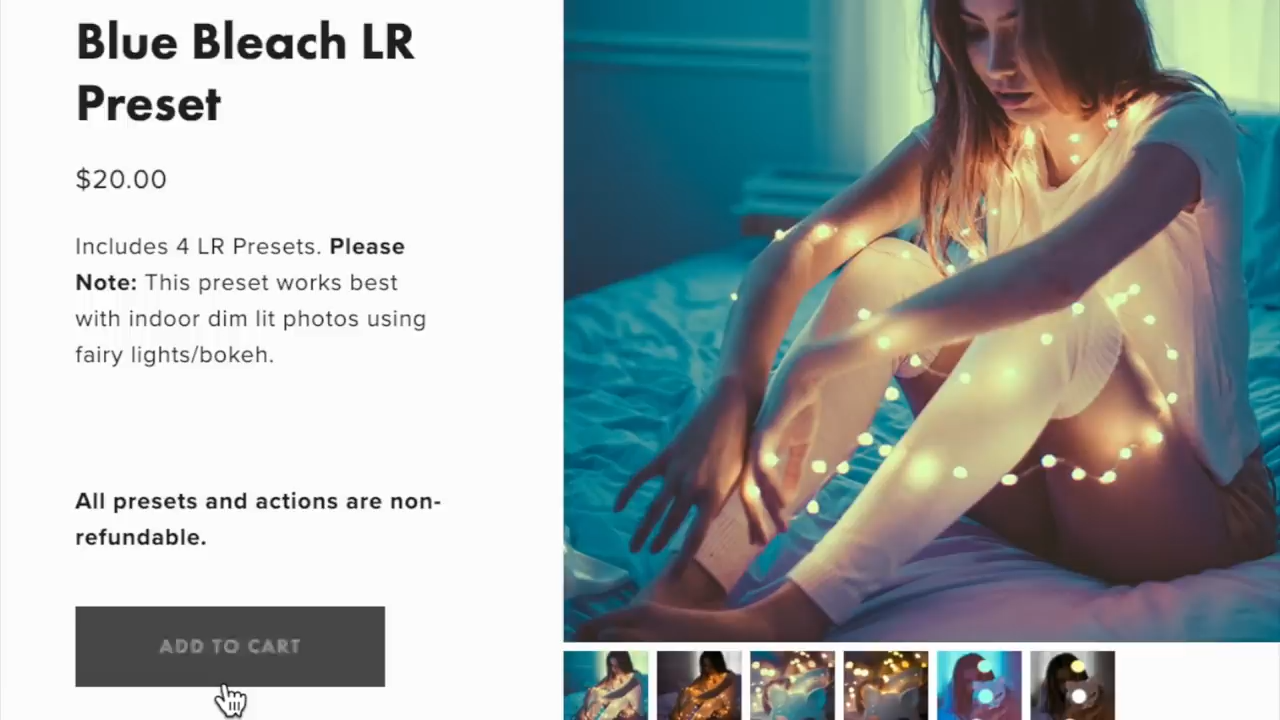 Blue Bleach LR
Preset
$20.00
Includes 4 LR Presets. Please
Note: This preset works best
with indoor dim lit photos using
fairy lights/bokeh.
All presets and actions are non-
refundable.
ADD TO CART